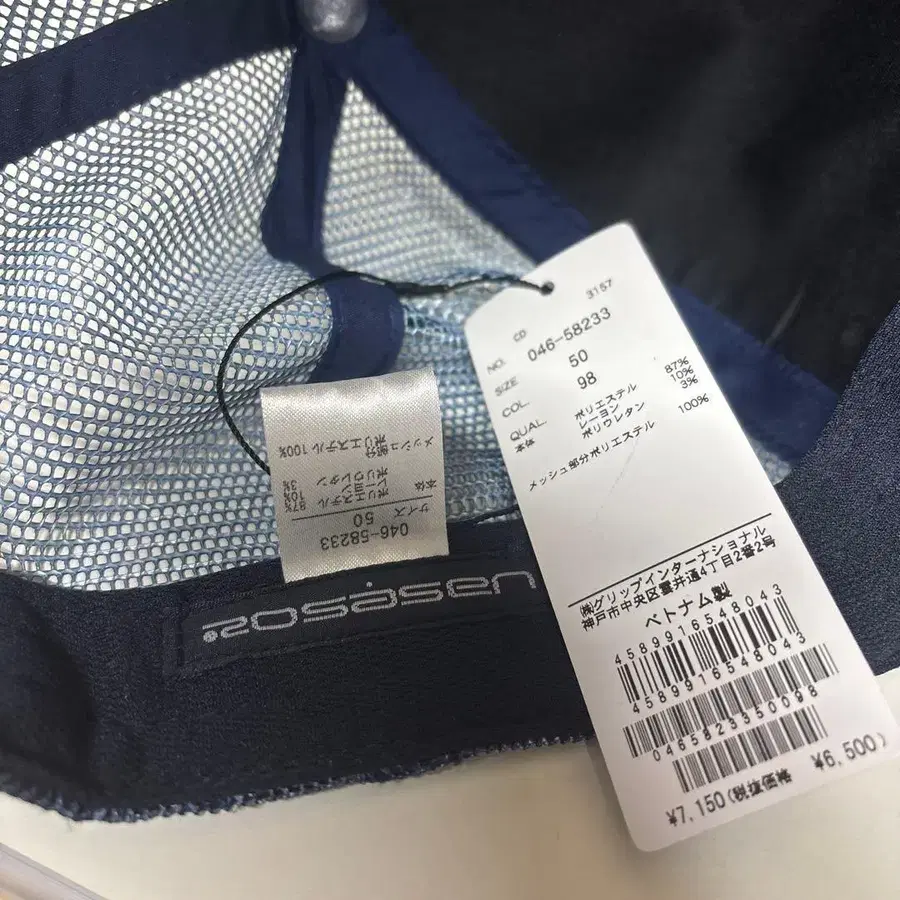 CD 3157
NO. 046-58233
SIZE 50
COL. 98
QUAL. ポリエステル 87%
本体 レーヨン 10%
ポリウレタン 3%
メッシュ部分ポリエステル 100%
㈱グリップインターナショナル
神戸市中央区雲井通4丁目2番2号
ベトナム製
4589916548043
4589916548043
0465823350098
¥7,150(税抜価格 ¥6,500)
046-58233
サイズ 50
本体
ポリエステル 87%
レーヨン 10%
ポリウレタン 3%
メッシュ部分
ポリエステル 100%